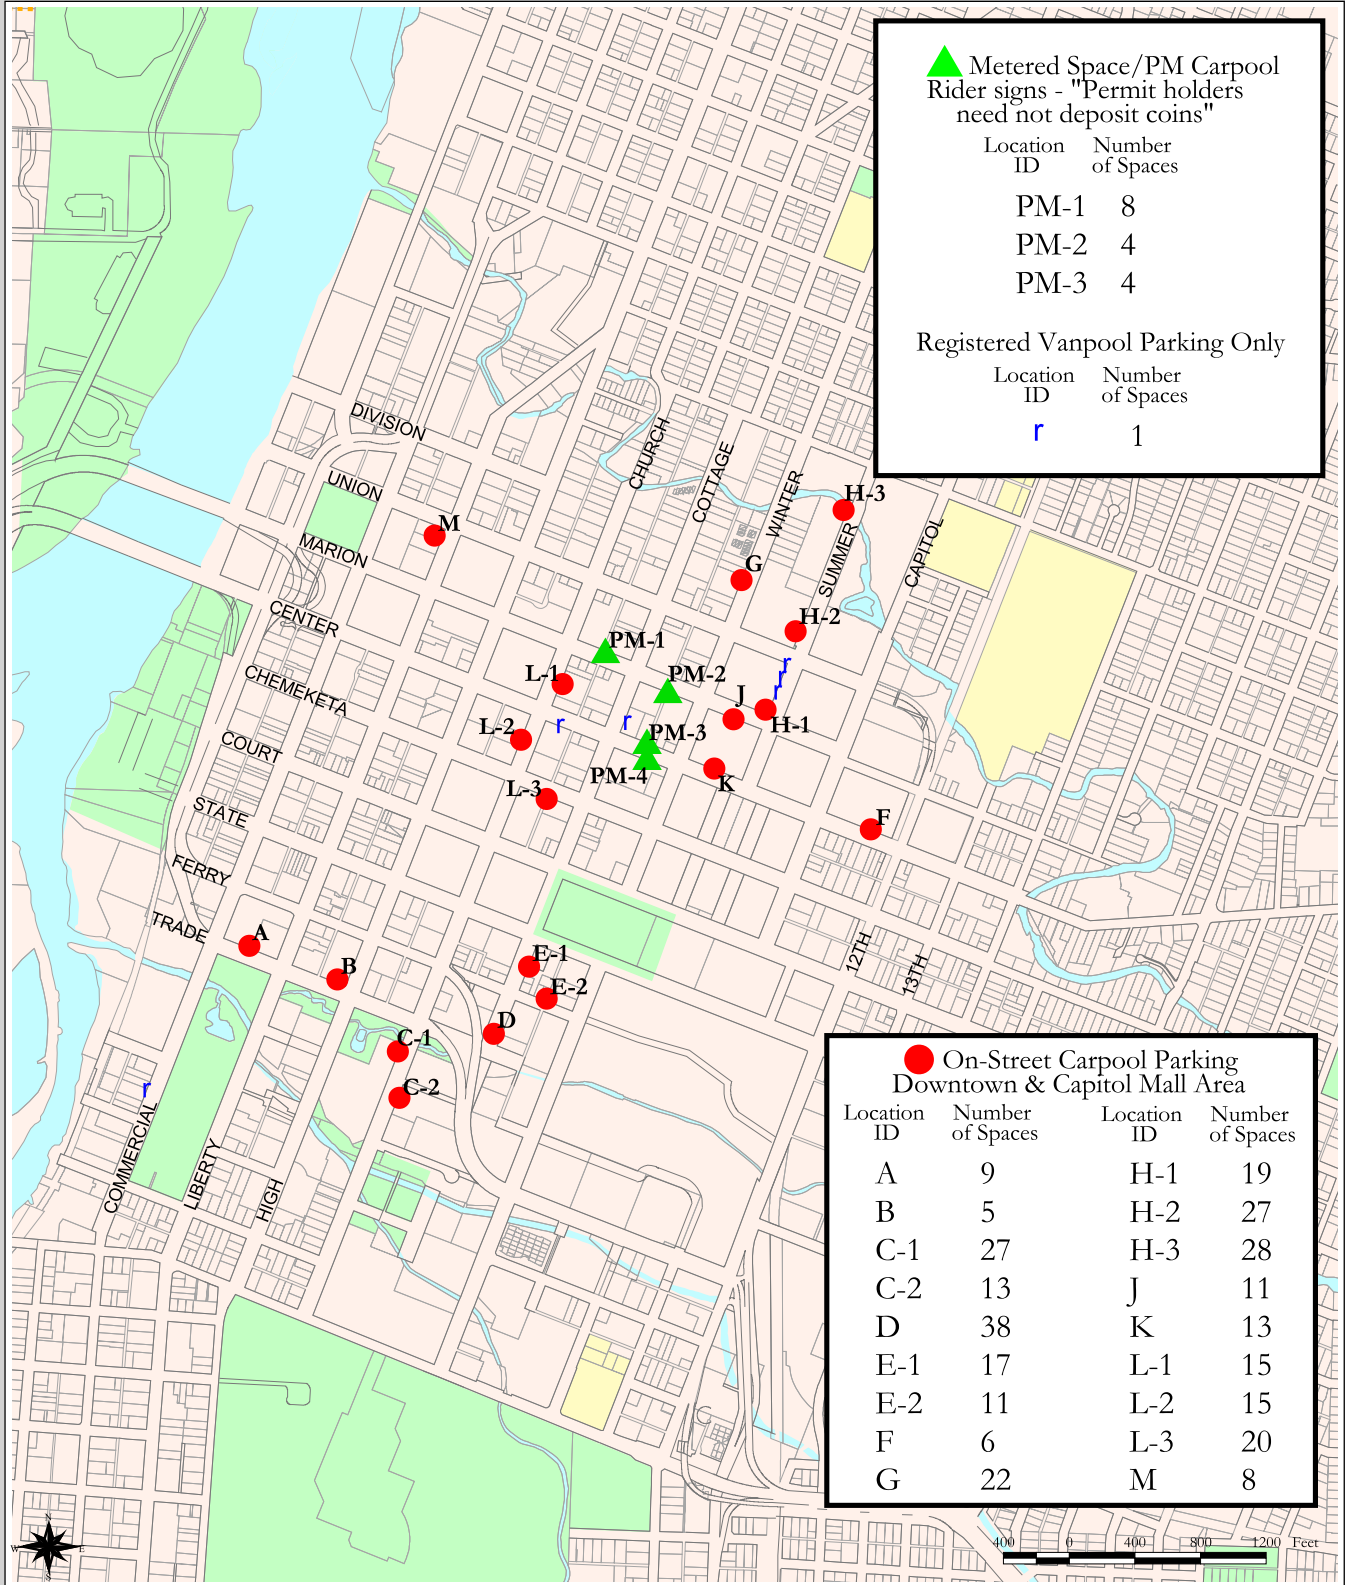 Metered Space/PM Carpool
Rider signs - "Permit holders
need not deposit coins"
Location Number
ID of Spaces
PM-1 8
PM-2 4
PM-3 4
Registered Vanpool Parking Only
Location Number
ID of Spaces
r 1
DIVISION
UNION
MARION
CENTER
CHEMEKETA
COURT
STATE
FERRY
TRADE
CHURCH
COTTAGE
WINTER
SUMMER
CAPITOL
H-3
M
G
H-2
PM-1
r
L-1
PM-2
r
r
J
H-1
L-2
r
r
PM-3
PM-4
K
L-3
F
A
B
E-1
E-2
D
C-1
C-2
12TH
13TH
r
COMMERCIAL
LIBERTY
HIGH
On-Street Carpool Parking
Downtown & Capitol Mall Area
Location Number Location Number
ID of Spaces ID of Spaces
A 9 H-1 19
B 5 H-2 27
C-1 27 H-3 28
C-2 13 J 11
D 38 K 13
E-1 17 L-1 15
E-2 11 L-2 15
F 6 L-3 20
G 22 M 8
N
W E
S
400 0 400 800 1200 Feet